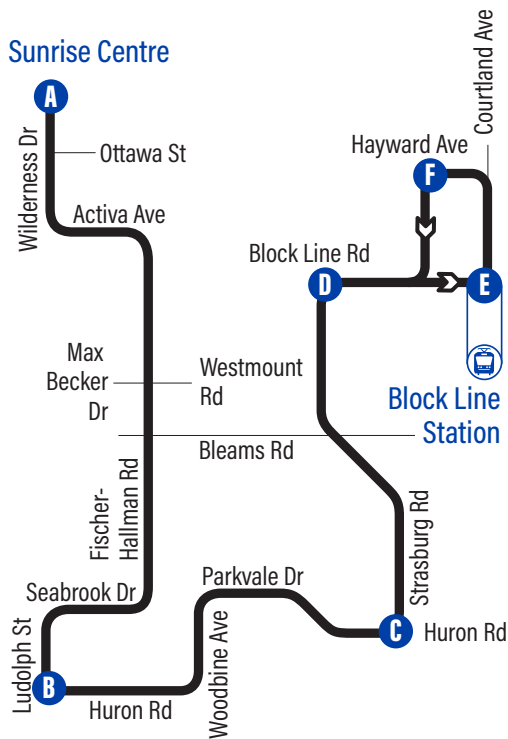 Sunrise Centre
A
Wilderness Dr
Ottawa St
Activa Ave
Courtland Ave
Hayward Ave
F
Block Line Rd
D
E
Max
Becker
Dr
Westmount
Rd
Block Line
Station
Bleams Rd
Fischer-
Hallman Rd
Strasburg Rd
Seabrook Dr
Parkvale Dr
Ludolph St
B
Huron Rd
Woodbine Ave
C
Huron Rd